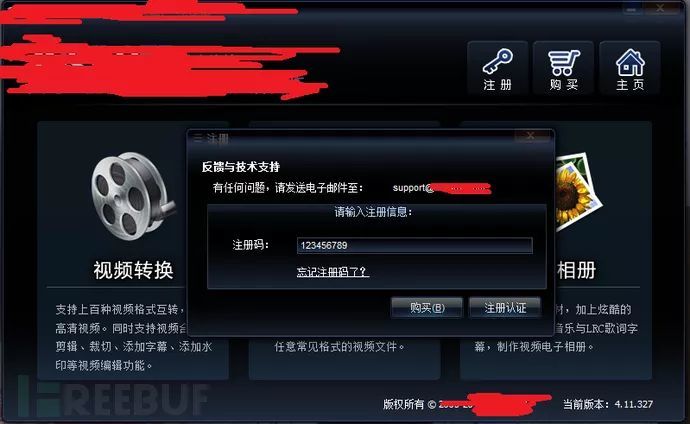 注 册
购 买
主 页
注册
反馈与技术支持
有任何问题，请发送电子邮件至：
support@
请输入注册信息：
注册码：
123456789
忘记注册码了？
购买(B)
注册认证
视频转换
相册
支持上百种视频格式互转，
高清视频。同时支持视频
剪辑、裁切、添加字幕、添加水
印等视频编辑功能。
任意常见格式的视频文件。
材，加上炫酷的
音乐与LRC歌词字
幕，制作视频电子相册。
版权所有 ©
当前版本：4.11.327
FREEBUF